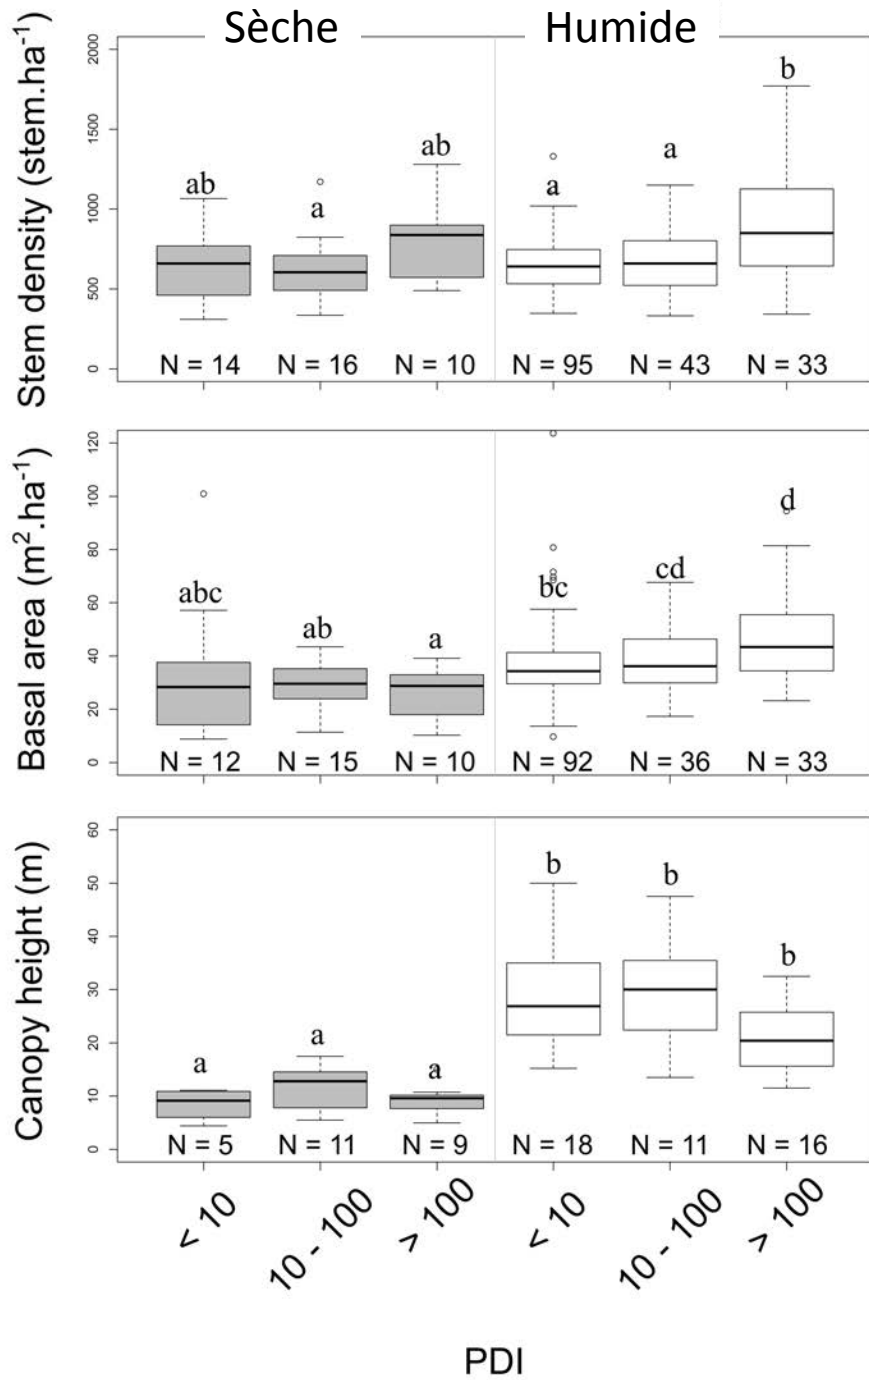 Sèche Humide
Stem density (stem.ha⁻¹)
2000
1500
1000
500
0
ab a ab a a b
N = 14 N = 16 N = 10 N = 95 N = 43 N = 33
Basal area (m².ha⁻¹)
120
100
80
60
40
20
0
abc ab a bc cd d
N = 12 N = 15 N = 10 N = 92 N = 36 N = 33
Canopy height (m)
60
50
40
30
20
10
0
a a a b b b
N = 5 N = 11 N = 9 N = 18 N = 11 N = 16
< 10 10 - 100 > 100 < 10 10 - 100 > 100
PDI